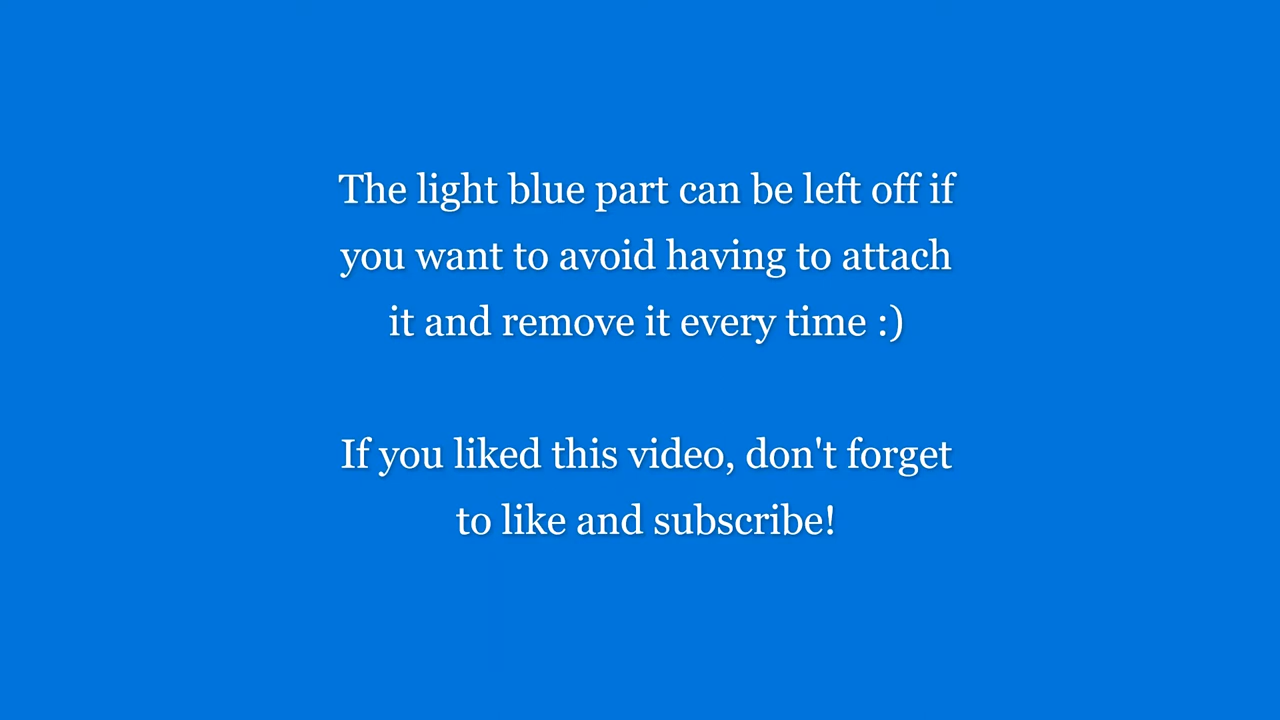 The light blue part can be left off if
you want to avoid having to attach
it and remove it every time :)
If you liked this video, don't forget
to like and subscribe!